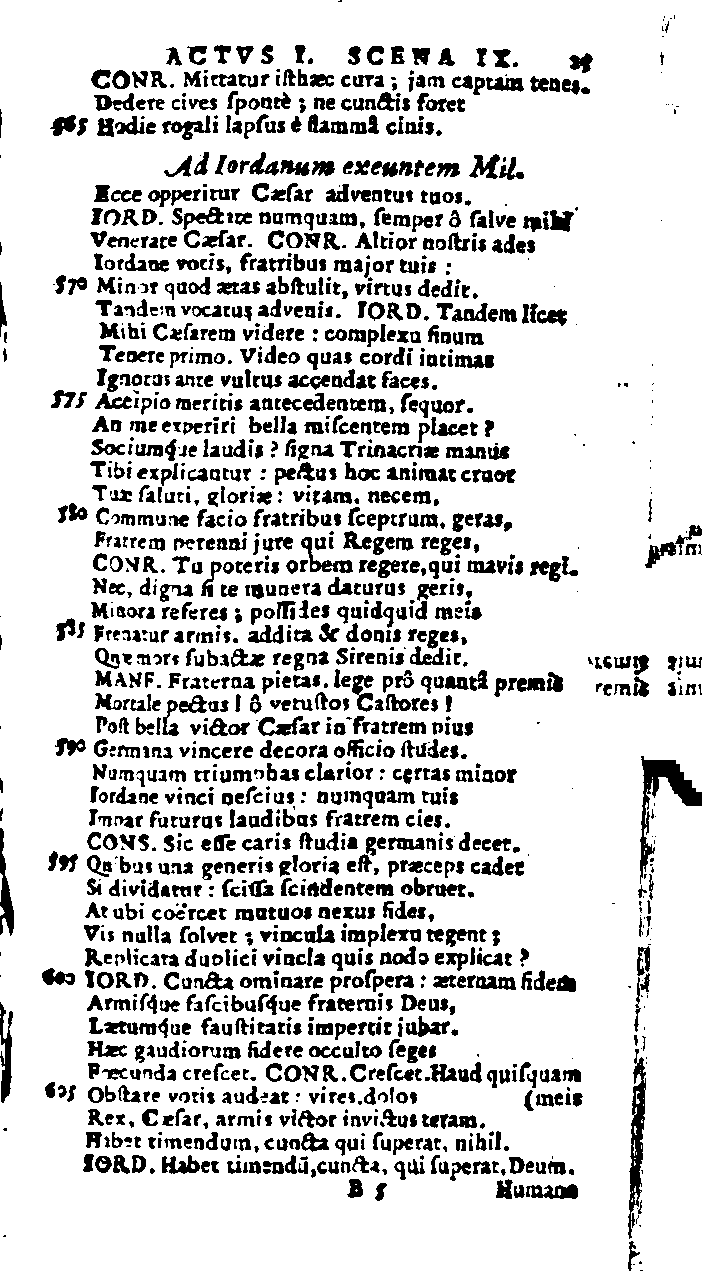 ACTVS I. SCENA IX.
CONR. Mittatur iſthæc cura ; jam captam tenes.
Dedere cives ſpontè ; ne cunctis foret
565 Hodie rogali lapſus è flammâ cinis.
Ad Iordanum exeuntem Mil.
Ecce opperitur Cæſar adventus tuos.
IORD. Spectate numquam, ſemper ô ſalve mihi
Venerate Cæſar. CONR. Altior noſtris ades
Iordane votis, fratribus major tuis :
570 Minor quod ætas abſtulit, virtus dedit.
Tandem vocatus advenis. IORD. Tandem licet
Mihi Cæſarem videre : complexu ſinum
Tenere primo. Video quas cordi intimas
Ignotus ante vultus accendat faces.
575 Accipio meritis antecedentem, ſequor.
An me experiri bella miſcentem placet ?
Sociumq́ue laudis ? ſigna Trinacriæ manus
Tibi explicantur : pectus hoc animat cruor
Tuæ ſaluti, gloriæ : vitam, necem,
580 Commune facio fratribus ſceptrum, geras,
Fratrem perenni jure qui Regem reges,
CONR. Tu poteris orbem regere, qui mavis regi.
Nec, digna ſi te munera daturus geris,
Minora referes ; poſſides quidquid meis
585 Frenatur armis. addita & donis reges,
Quæ mors ſubactæ regna Sirenis dedit.
MANF. Fraterna pietas, lege prô quantâ premis
Mortale pectus ! ô vetuſtos Caſtores !
Poſt bella victor Cæſar in fratrem pius
590 Germana vincere decora officio ſtudes.
Numquam triumphas clarior : certas minor
Iordane vinci neſcius : numquam tuis
Impar futurus laudibus fratrem cies.
CONS. Sic eſſe caris ſtudia germanis decet.
595 Quibus una generis gloria eſt, præceps cadet
Si dividatur : ſciſſa ſcindentem obruet.
At ubi coërcet mutuos nexus fides,
Vis nulla ſolvet ; vincula implexu tegent ;
Replicata duplici vincla quis nodo explicat ?
600 IORD. Cuncta ominare proſpera : æternam fidem
Armiſq́ue faſcibuſq́ue fraternis Deus,
Lætumque fauſtitatis impertit jubar.
Hæc gaudiorum ſidere occulto ſeges
Fæcunda creſcet. CONR. Creſcet. Haud quiſquam
605 Obſtare votis audeat : vires, dolos (meis
Rex, Cæſar, armis victor invictus teram.
Habet timendum, cuncta qui ſuperat, nihil.
IORD. Habet timendū, cuncta, qui ſuperat, Deum.
B 5 Humana